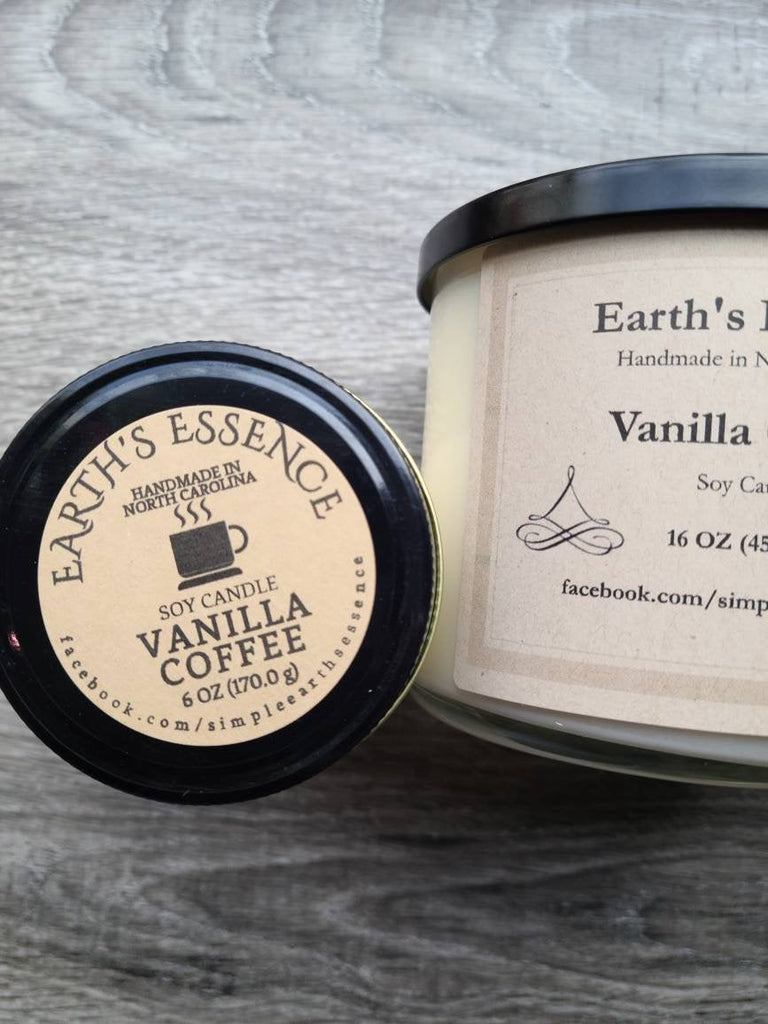 EARTH'S ESSENCE
HANDMADE IN
NORTH CAROLINA
SOY CANDLE
VANILLA
COFFEE
6 OZ (170.0 g)
facebook.com/simpleearthsessence
Earth's
Handmade in N
Vanilla
Soy Ca
16 OZ (45
facebook.com/simp